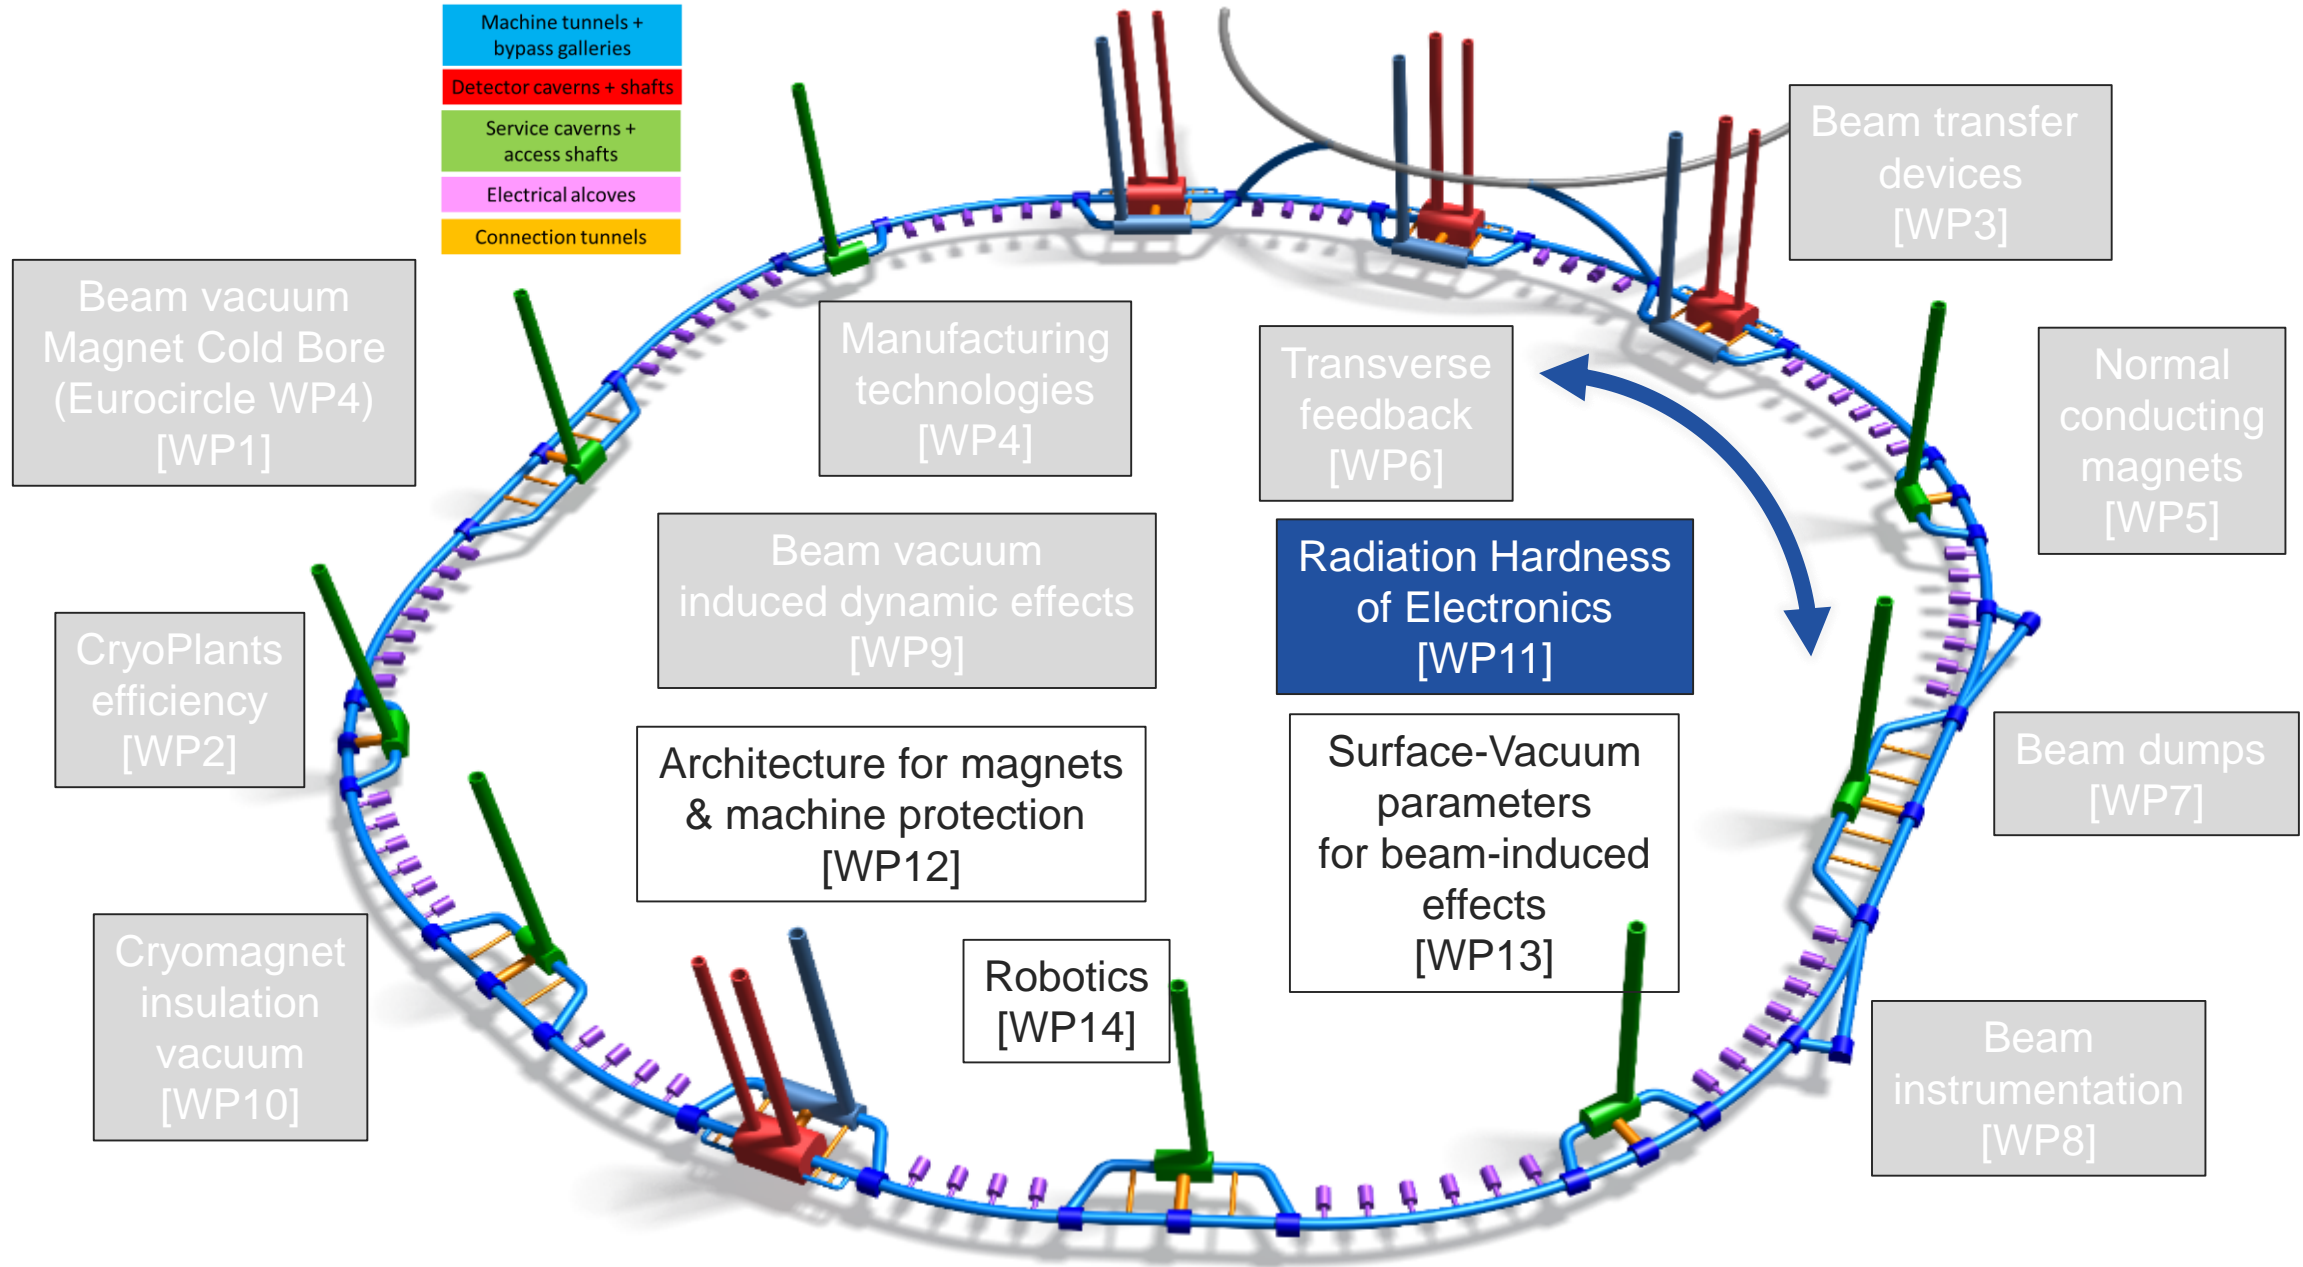 Machine tunnels +
bypass galleries
Detector caverns + shafts
Service caverns +
access shafts
Electrical alcoves
Connection tunnels
Beam transfer
devices
[WP3]
Beam vacuum
Magnet Cold Bore
(Eurocircle WP4)
[WP1]
Manufacturing
technologies
[WP4]
Transverse
feedback
[WP6]
Normal
conducting
magnets
[WP5]
Beam vacuum
induced dynamic effects
[WP9]
Radiation Hardness
of Electronics
[WP11]
CryoPlants
efficiency
[WP2]
Architecture for magnets
& machine protection
[WP12]
Surface-Vacuum
parameters
for beam-induced
effects
[WP13]
Beam dumps
[WP7]
Cryomagnet
insulation
vacuum
[WP10]
Robotics
[WP14]
Beam
instrumentation
[WP8]